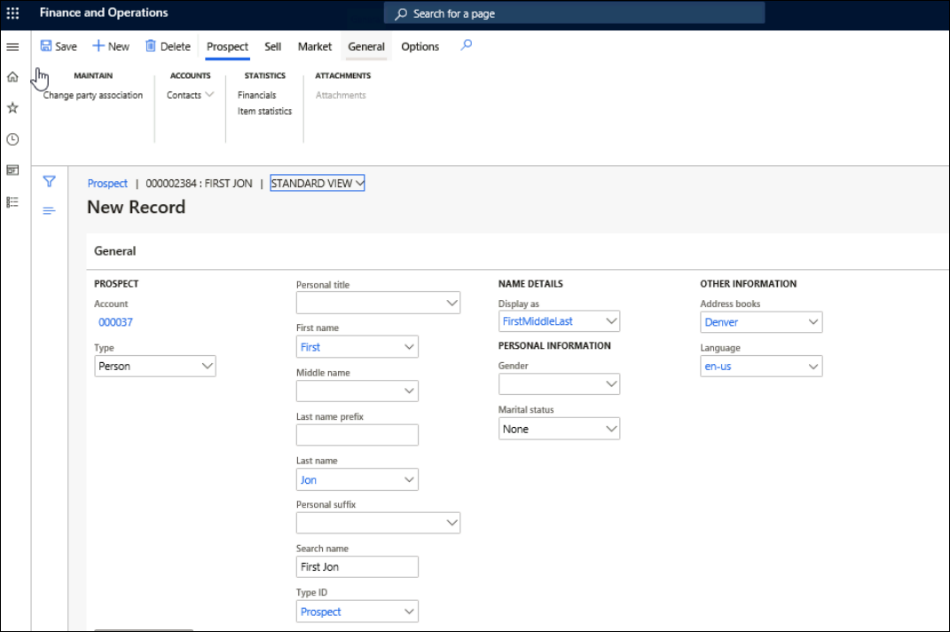 Finance and Operations
Search for a page
Save New Delete Prospect Sell Market General Options
MAINTAIN
Change party association
ACCOUNTS
Contacts
STATISTICS
Financials
Item statistics
ATTACHMENTS
Attachments
Prospect | 000002384 : FIRST JON | STANDARD VIEW
New Record
General
PROSPECT
Account
000037
Type
Person
Personal title
First name
First
Middle name
Last name prefix
Last name
Jon
Personal suffix
Search name
First Jon
Type ID
Prospect
NAME DETAILS
Display as
FirstMiddleLast
PERSONAL INFORMATION
Gender
Marital status
None
OTHER INFORMATION
Address books
Denver
Language
en-us